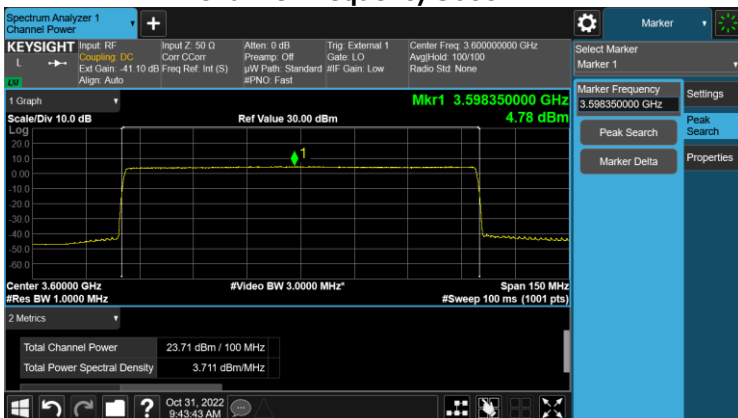 Spectrum Analyzer 1
Channel Power
+
Marker
KEYSIGHT
L
Input: RF
Coupling: DC
Ext Gain: -41.10 dB
Align: Auto
Input Z: 50 Ω
Corr CCorr
Freq Ref: Int (S)
Atten: 0 dB
Preamp: Off
µW Path: Standard
#PNO: Fast
Trig: External 1
Gate: LO
#IF Gain: Low
Center Freq: 3.600000000 GHz
Avg|Hold: 100/100
Radio Std: None
Select Marker
Marker 1
Marker Frequency
3.598350000 GHz
Peak Search
Marker Delta
Settings
Peak
Search
Properties
1 Graph
Mkr1 3.598350000 GHz
4.78 dBm
Scale/Div 10.0 dB
Ref Value 30.00 dBm
Log
20.0
10.0
0.00
-10.0
-20.0
-30.0
-40.0
-50.0
-60.0
1
Center 3.60000 GHz
#Video BW 3.0000 MHz*
Span 150 MHz
#Res BW 1.0000 MHz
#Sweep 100 ms (1001 pts)
2 Metrics
Total Channel Power 23.71 dBm / 100 MHz
Total Power Spectral Density 3.711 dBm/MHz
?
Oct 31, 2022
9:43:43 AM